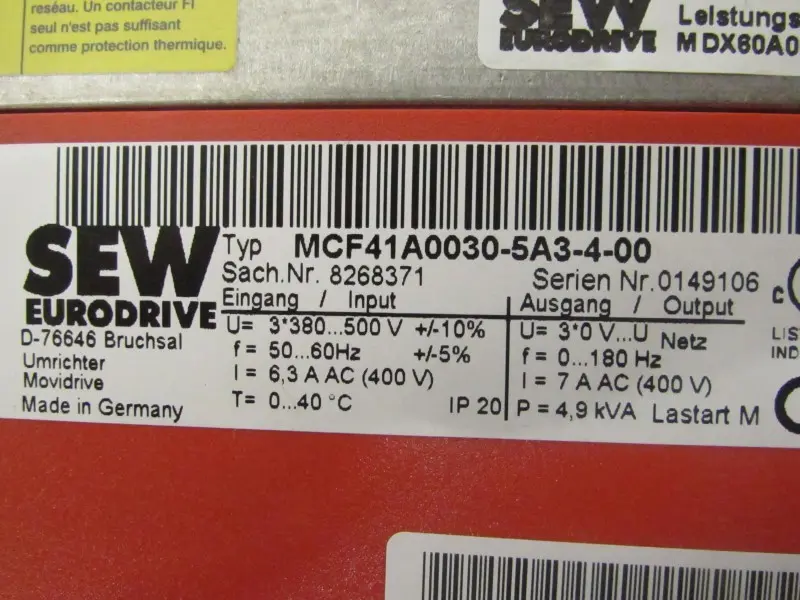 réseau. Un contacteur FI
seul n'est pas suffisant
comme protection thermique.
SEW
EURODRIVE
Leistungs
MDX60A0
SEW
EURODRIVE
D-76646 Bruchsal
Umrichter
Movidrive
Made in Germany
Typ MCF41A0030-5A3-4-00
Sach.Nr. 8268371 Serien Nr.0149106
Eingang / Input
U= 3*380...500 V +/-10%
f = 50...60Hz +/-5%
I = 6,3 A AC (400 V)
T= 0...40 °C IP 20
Ausgang / Output
U= 3*0 V...U Netz
f = 0...180 Hz
I = 7 A AC (400 V)
P = 4,9 kVA Lastart M
C
LIS
IND